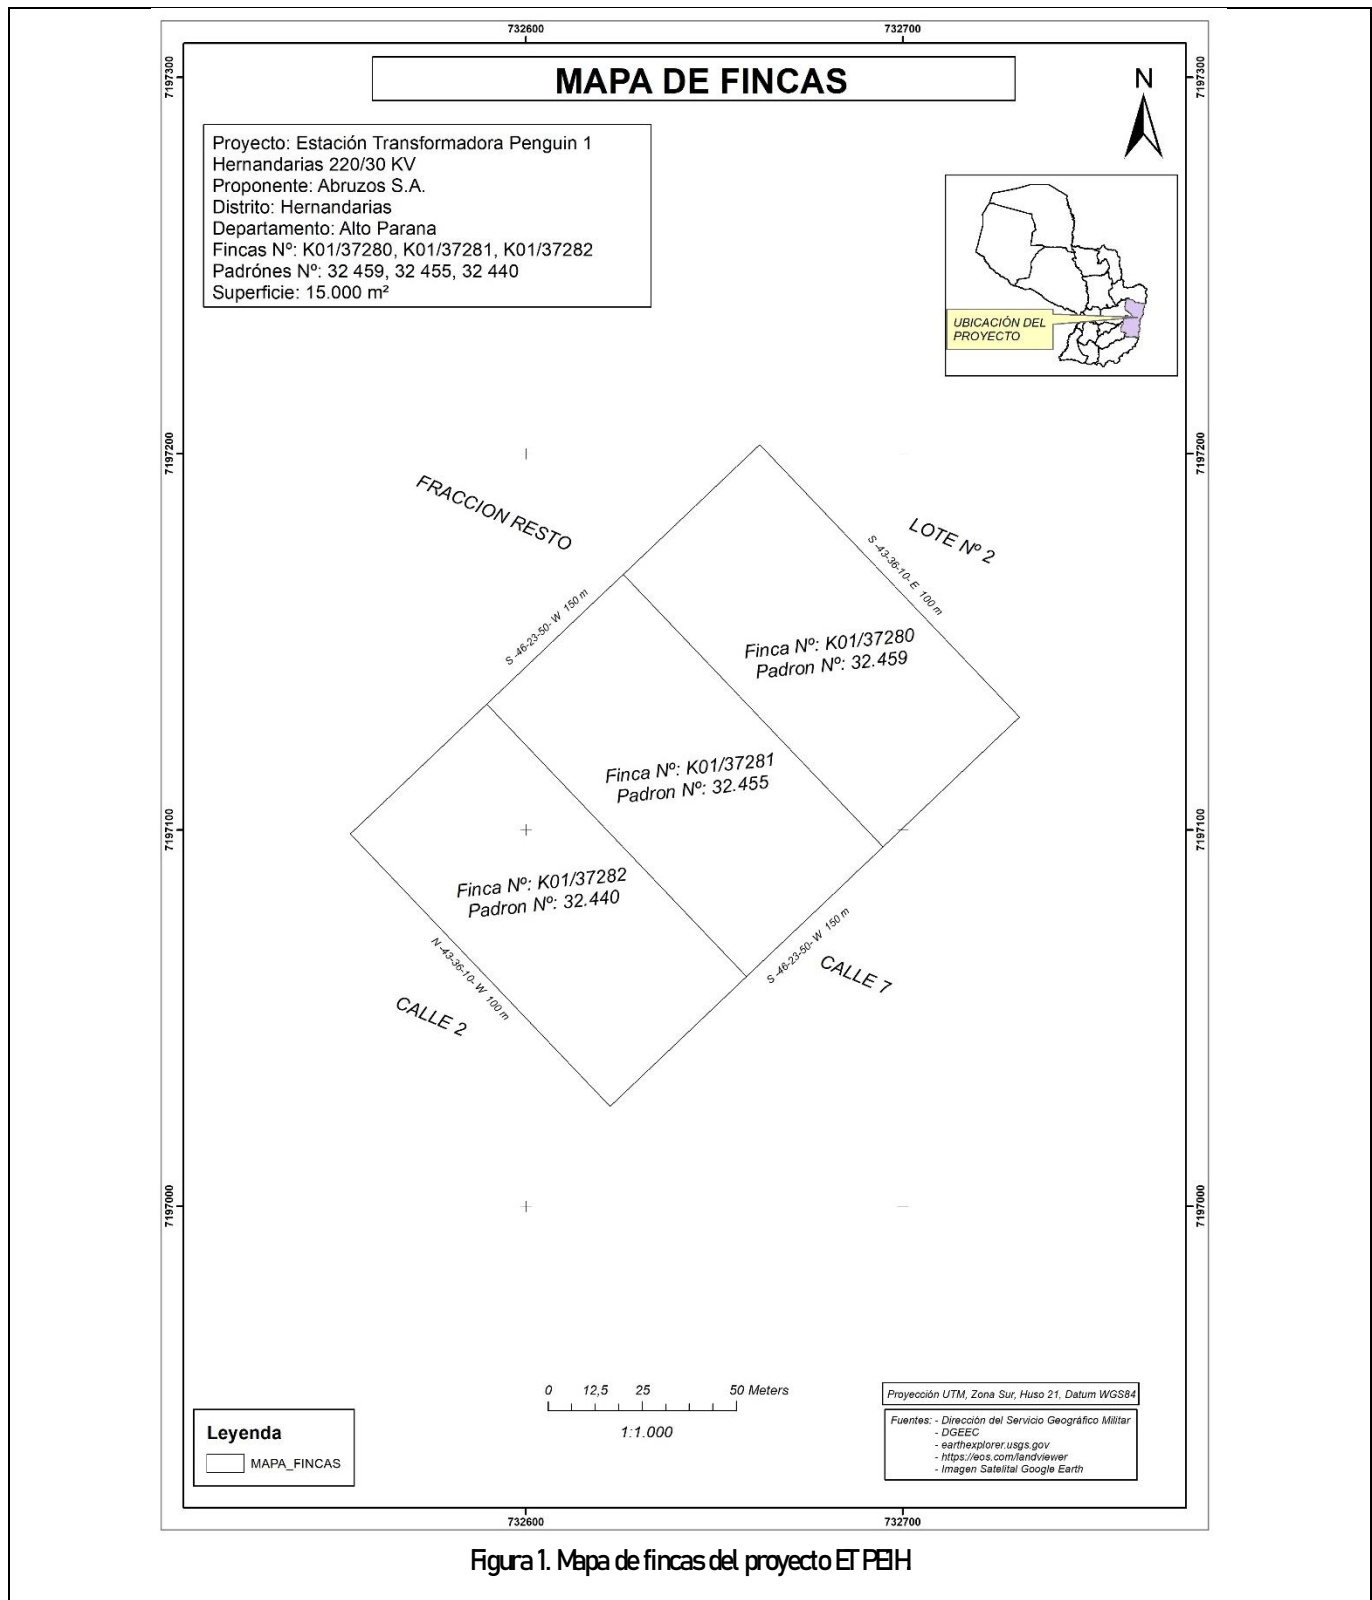 732600
732700
7197300
7197300
MAPA DE FINCAS
N
Proyecto: Estación Transformadora Penguin 1
Hernandarias 220/30 KV
Proponente: Abruzos S.A.
Distrito: Hernandarias
Departamento: Alto Parana
Fincas Nº: K01/37280, K01/37281, K01/37282
Padrónes Nº: 32 459, 32 455, 32 440
Superficie: 15.000 m²
UBICACIÓN DEL
PROYECTO
7197200
7197200
FRACCION RESTO
LOTE Nº 2
S -43-36-10- E 100 m
S -46-23-50- W 150 m
Finca Nº: K01/37280
Padron Nº: 32.459
Finca Nº: K01/37281
Padron Nº: 32.455
7197100
7197100
Finca Nº: K01/37282
Padron Nº: 32.440
N -43-36-10- W 100 m
S -46-23-50- W 150 m
CALLE 7
CALLE 2
7197000
7197000
0 12,5 25 50 Meters
1:1.000
Proyección UTM, Zona Sur, Huso 21, Datum WGS84
Fuentes: - Dirección del Servicio Geográfico Militar
- DGEEC
- earthexplorer.usgs.gov
- https://eos.com/landviewer
- Imagen Satelital Google Earth
Leyenda
MAPA_FINCAS
732600
732700
Figura 1. Mapa de fincas del proyecto ET PE1H